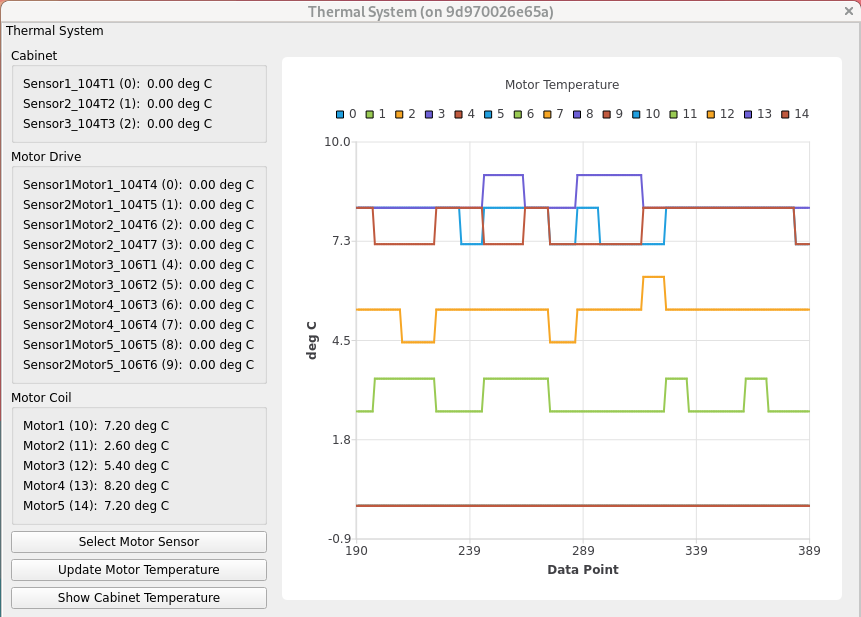 Thermal System (on 9d970026e65a)
Thermal System
Cabinet
Sensor1_104T1 (0): 0.00 deg C
Sensor2_104T2 (1): 0.00 deg C
Sensor3_104T3 (2): 0.00 deg C
Motor Drive
Sensor1Motor1_104T4 (0): 0.00 deg C
Sensor2Motor1_104T5 (1): 0.00 deg C
Sensor1Motor2_104T6 (2): 0.00 deg C
Sensor2Motor2_104T7 (3): 0.00 deg C
Sensor1Motor3_106T1 (4): 0.00 deg C
Sensor2Motor3_106T2 (5): 0.00 deg C
Sensor1Motor4_106T3 (6): 0.00 deg C
Sensor2Motor4_106T4 (7): 0.00 deg C
Sensor1Motor5_106T5 (8): 0.00 deg C
Sensor2Motor5_106T6 (9): 0.00 deg C
Motor Coil
Motor1 (10): 7.20 deg C
Motor2 (11): 2.60 deg C
Motor3 (12): 5.40 deg C
Motor4 (13): 8.20 deg C
Motor5 (14): 7.20 deg C
Select Motor Sensor
Update Motor Temperature
Show Cabinet Temperature
Motor Temperature
0 1 2 3 4 5 6 7 8 9 10 11 12 13 14
10.0
7.3
4.5
1.8
-0.9
deg C
190 239 289 339 389
Data Point